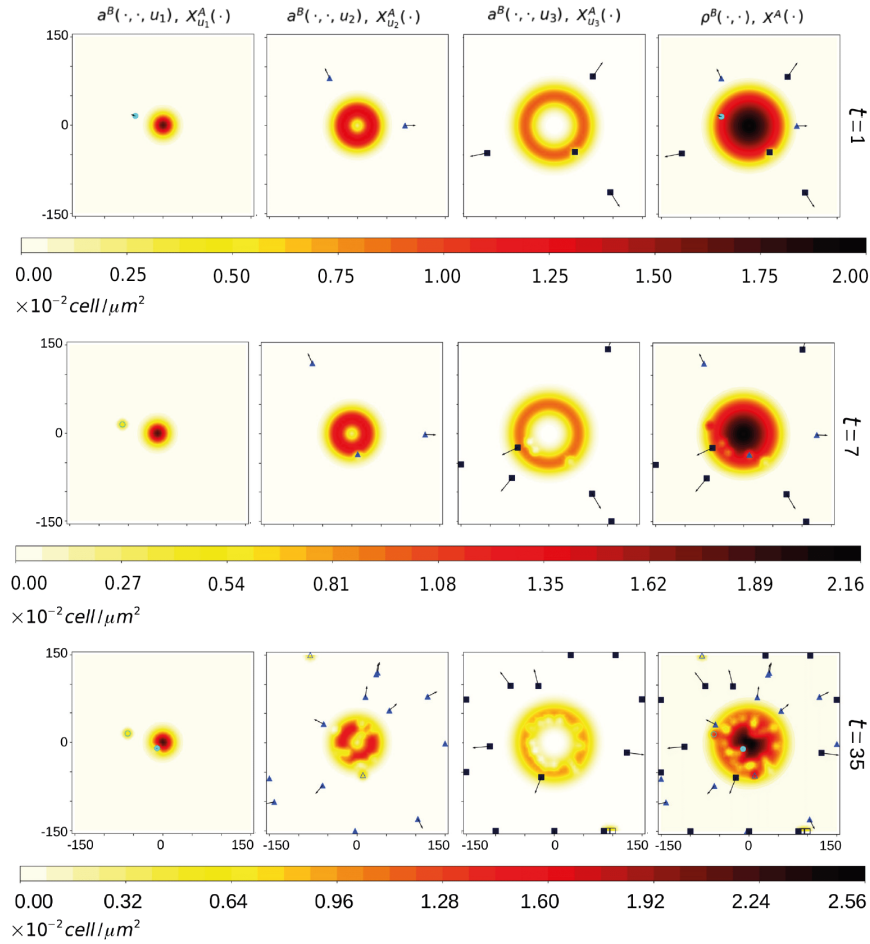 a^B(·,·,u_1), X^A_{u_1}(·) a^B(·,·,u_2), X^A_{u_2}(·) a^B(·,·,u_3), X^A_{u_3}(·) ρ^B(·,·), X^A(·)
150
0
-150
t=1
0.00 0.25 0.50 0.75 1.00 1.25 1.50 1.75 2.00
×10^{-2} cell/μm^2
150
0
-150
t=7
0.00 0.27 0.54 0.81 1.08 1.35 1.62 1.89 2.16
×10^{-2} cell/μm^2
150
0
-150
t=35
-150 0 150 -150 0 150 -150 0 150 -150 0 150
0.00 0.32 0.64 0.96 1.28 1.60 1.92 2.24 2.56
×10^{-2} cell/μm^2